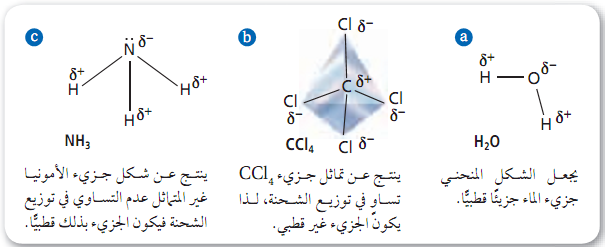 a
δ+
H
O
δ−
H
δ+
H₂O
يجعل الشكل المنحني
جزيء الماء جزيئًا قطبيًّا.
b
Cl δ−
C δ+
Cl
δ−
Cl
δ−
Cl δ−
CCl₄
ينتج عن تماثل جزيء CCl₄
تساوٍ في توزيع الشحنة، لذا
يكون الجزيء غير قطبي.
c
N̈ δ−
δ+
H
H δ+
H δ+
NH₃
ينتج عن شكل جزيء الأمونيا
غير المتماثل عدم التساوي في توزيع
الشحنة فيكون الجزيء بذلك قطبيًّا.